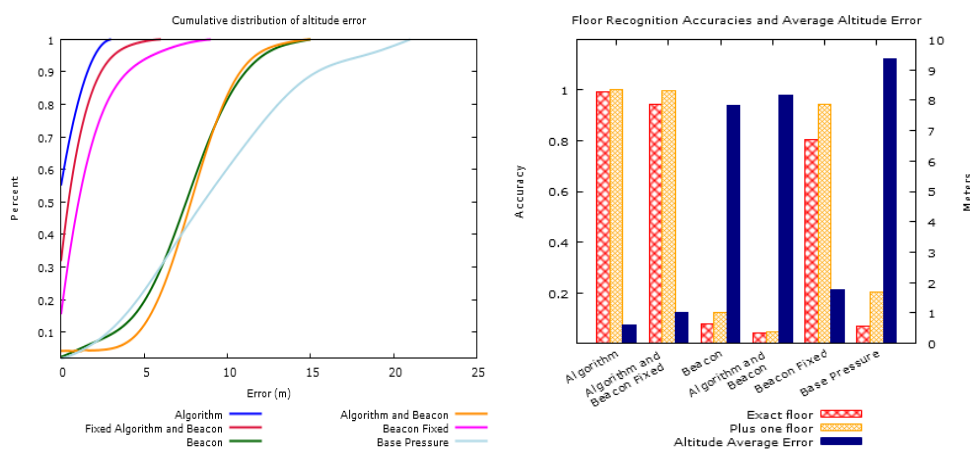 Cumulative distribution of altitude error
1
0.9
0.8
0.7
0.6
0.5
0.4
0.3
0.2
0.1
Percent
0
5
10
15
20
25
Error (m)
Algorithm
Fixed Algorithm and Beacon
Beacon
Algorithm and Beacon
Beacon Fixed
Base Pressure
Floor Recognition Accuracies and Average Altitude Error
1
0.8
0.6
0.4
0.2
Accuracy
10
9
8
7
6
5
4
3
2
1
0
Meters
Algorithm
Algorithm and
Beacon Fixed
Beacon
Algorithm and
Beacon
Beacon Fixed
Base Pressure
Exact floor
Plus one floor
Altitude Average Error